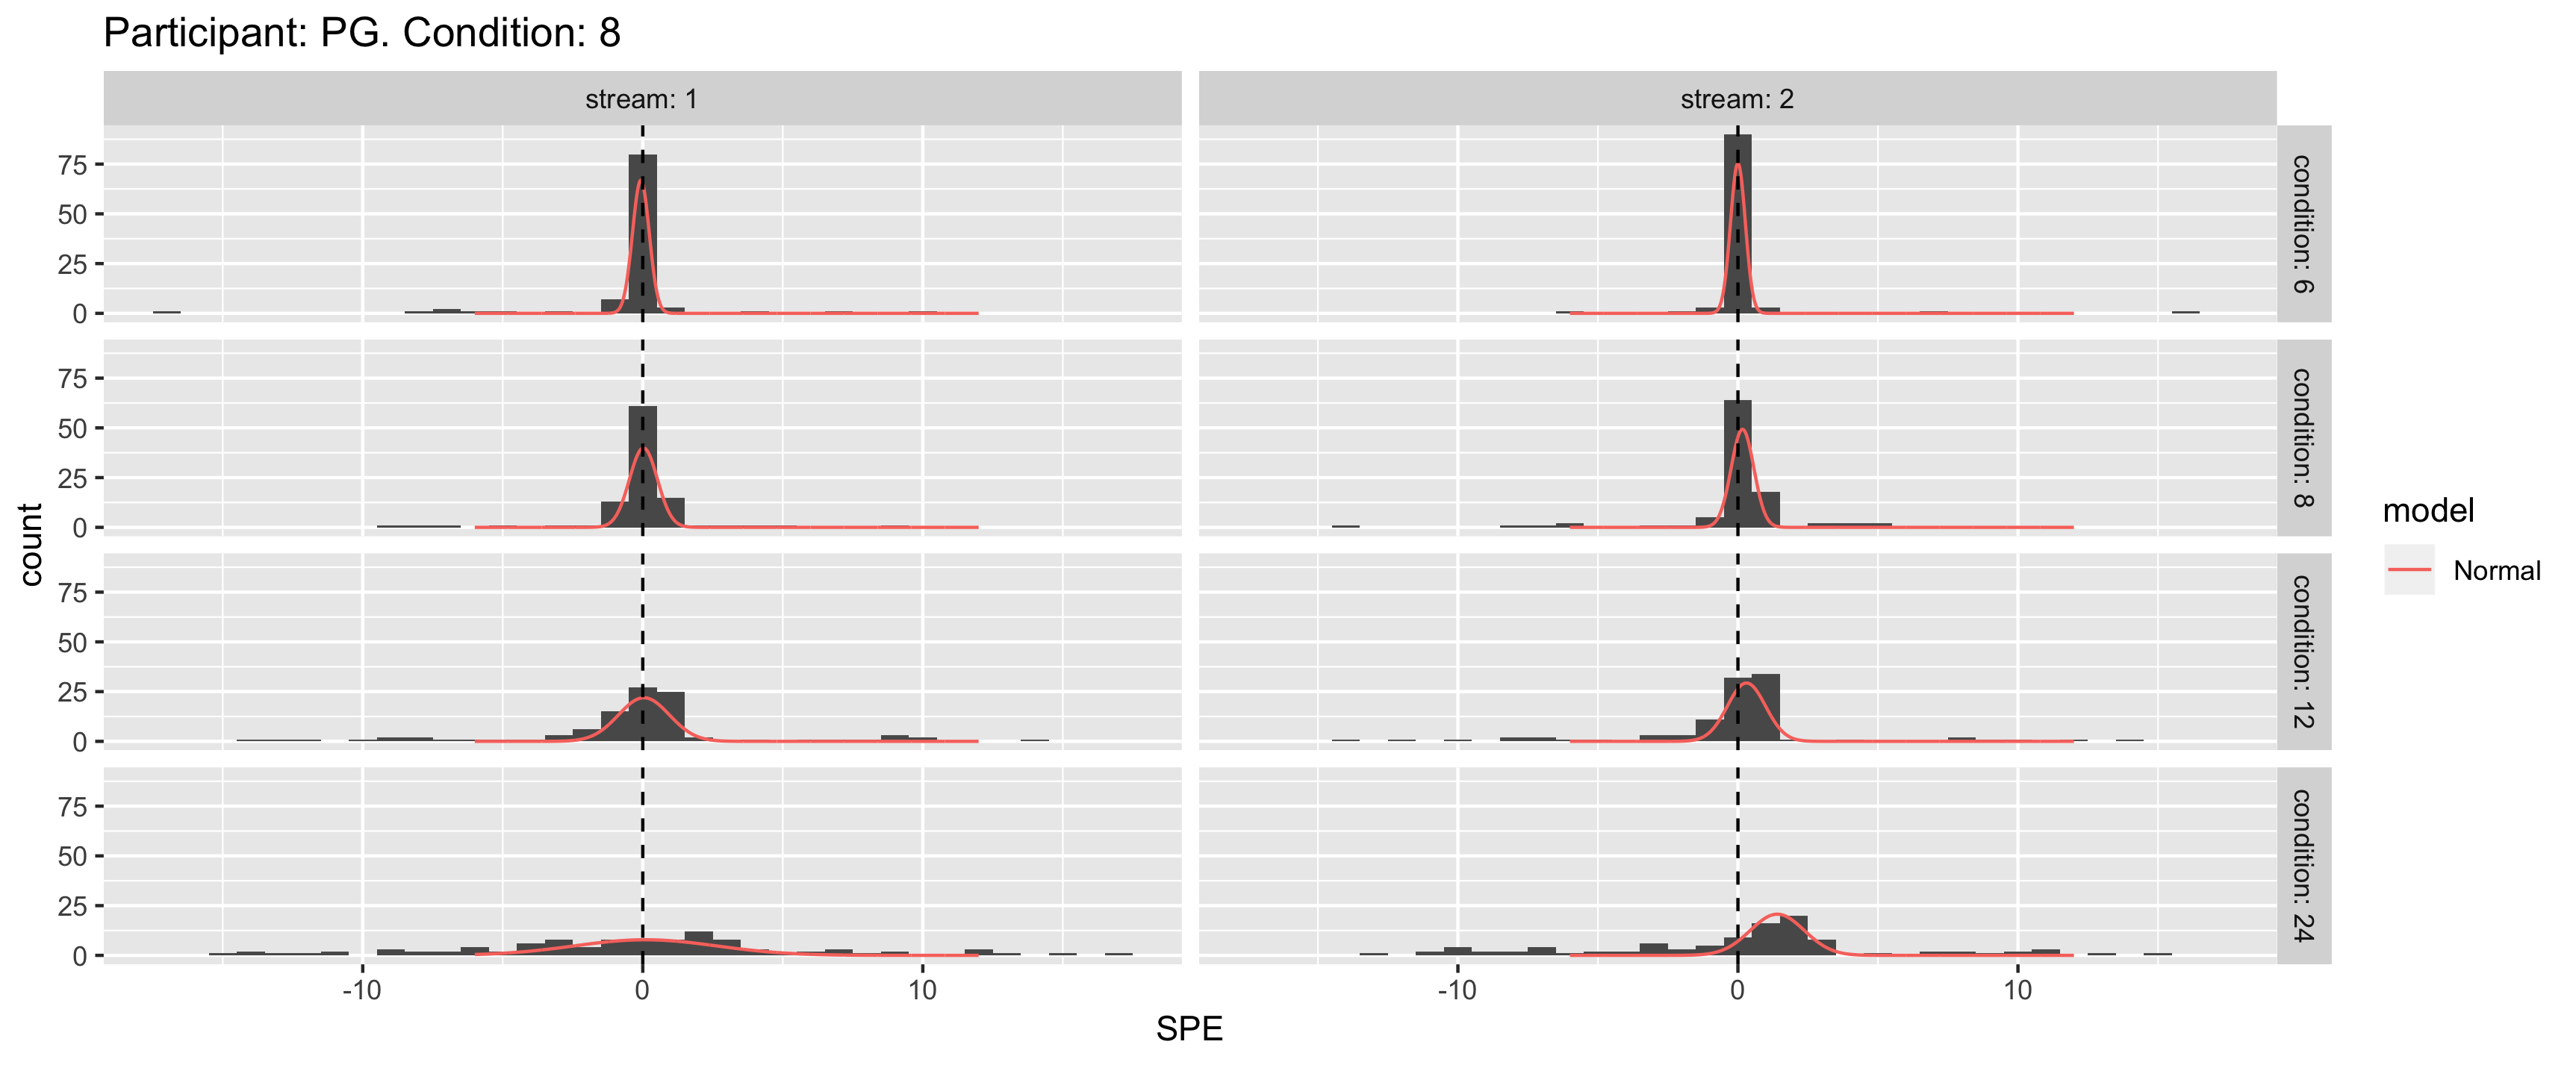 Participant: PG. Condition: 8
stream: 1
stream: 2
75
50
25
0
condition: 6
75
50
25
0
condition: 8
75
50
25
0
condition: 12
75
50
25
0
condition: 24
count
-10
0
10
-10
0
10
SPE
model
Normal